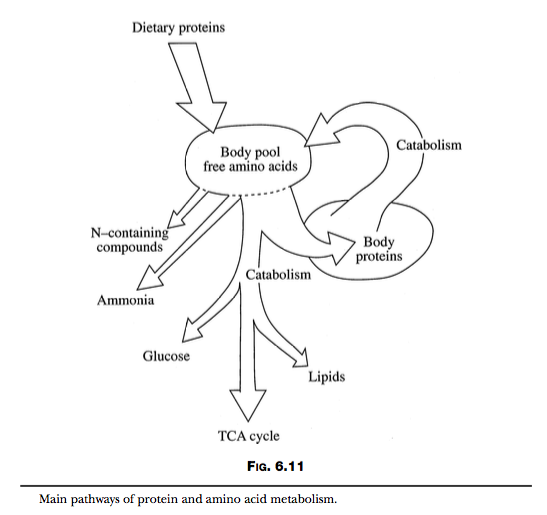 Dietary proteins
Body pool
free amino acids
Catabolism
N–containing
compounds
Body
proteins
Ammonia
Catabolism
Glucose
Lipids
TCA cycle
FIG. 6.11
Main pathways of protein and amino acid metabolism.